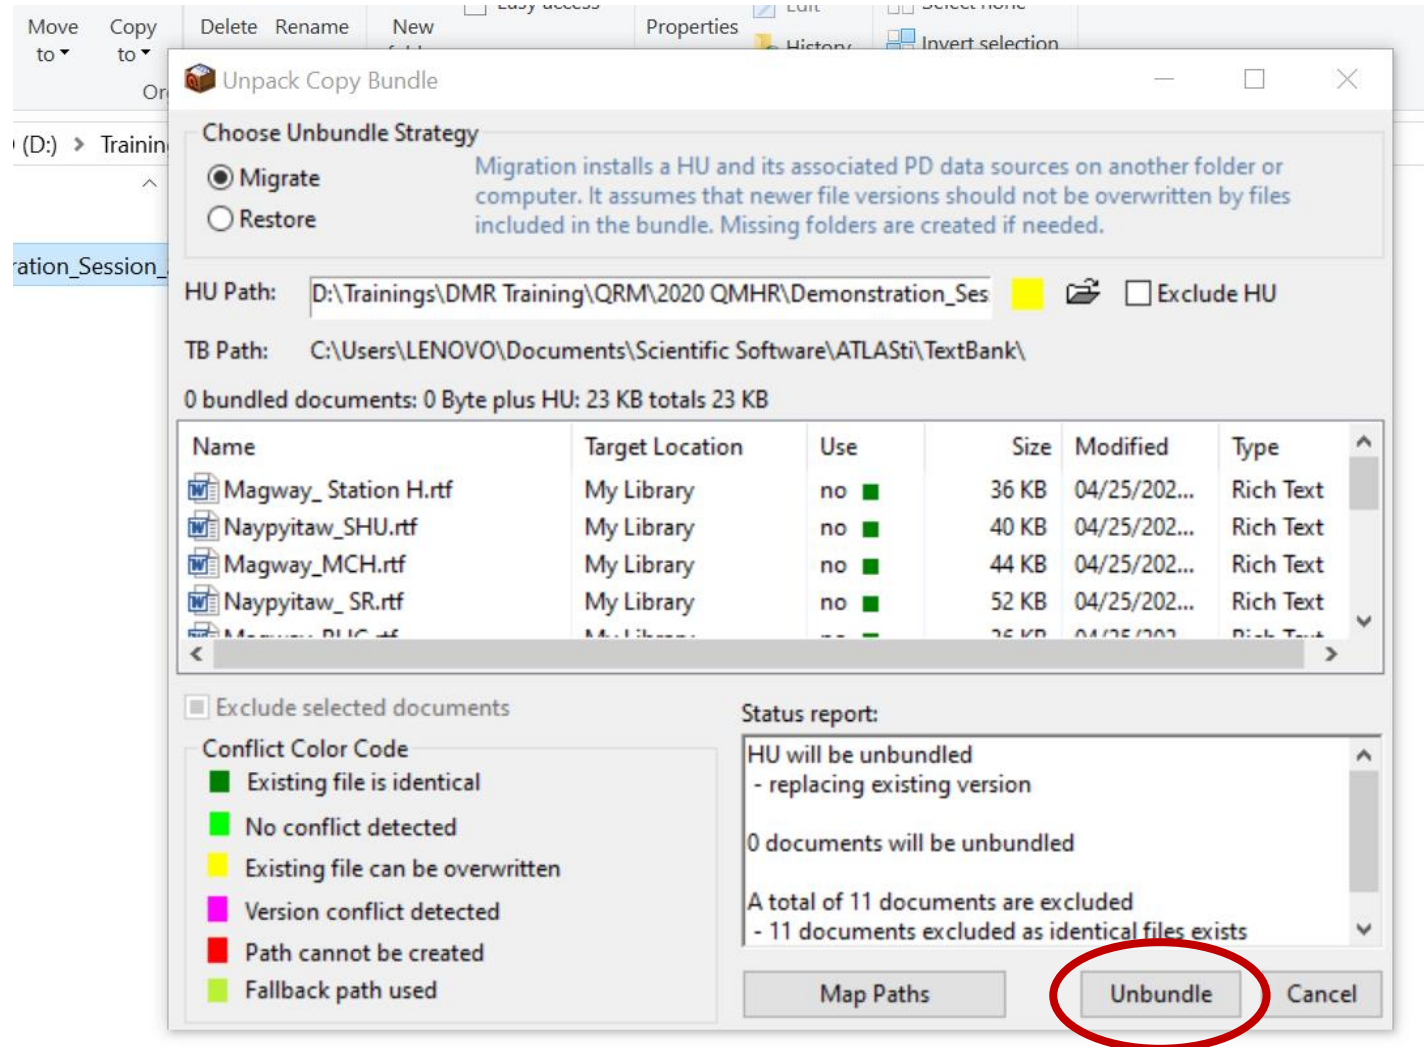 Easy access
Edit
Select none
Move Copy Delete Rename New Properties
to to History Invert selection
Unpack Copy Bundle
Choose Unbundle Strategy
(D:) > Trainin
Migrate
Restore
Migration installs a HU and its associated PD data sources on another folder or
computer. It assumes that newer file versions should not be overwritten by files
included in the bundle. Missing folders are created if needed.
ration_Session_
HU Path: D:\Trainings\DMR Training\QRM\2020 QMHR\Demonstration_Ses Exclude HU
TB Path: C:\Users\LENOVO\Documents\Scientific Software\ATLASti\TextBank\
0 bundled documents: 0 Byte plus HU: 23 KB totals 23 KB
Name Target Location Use Size Modified Type
Magway_ Station H.rtf My Library no 36 KB 04/25/202... Rich Text
Naypyitaw_SHU.rtf My Library no 40 KB 04/25/202... Rich Text
Magway_MCH.rtf My Library no 44 KB 04/25/202... Rich Text
Naypyitaw_ SR.rtf My Library no 52 KB 04/25/202... Rich Text
Exclude selected documents
Conflict Color Code
Existing file is identical
No conflict detected
Existing file can be overwritten
Version conflict detected
Path cannot be created
Fallback path used
Status report:
HU will be unbundled
- replacing existing version
0 documents will be unbundled
A total of 11 documents are excluded
- 11 documents excluded as identical files exists
Map Paths Unbundle Cancel